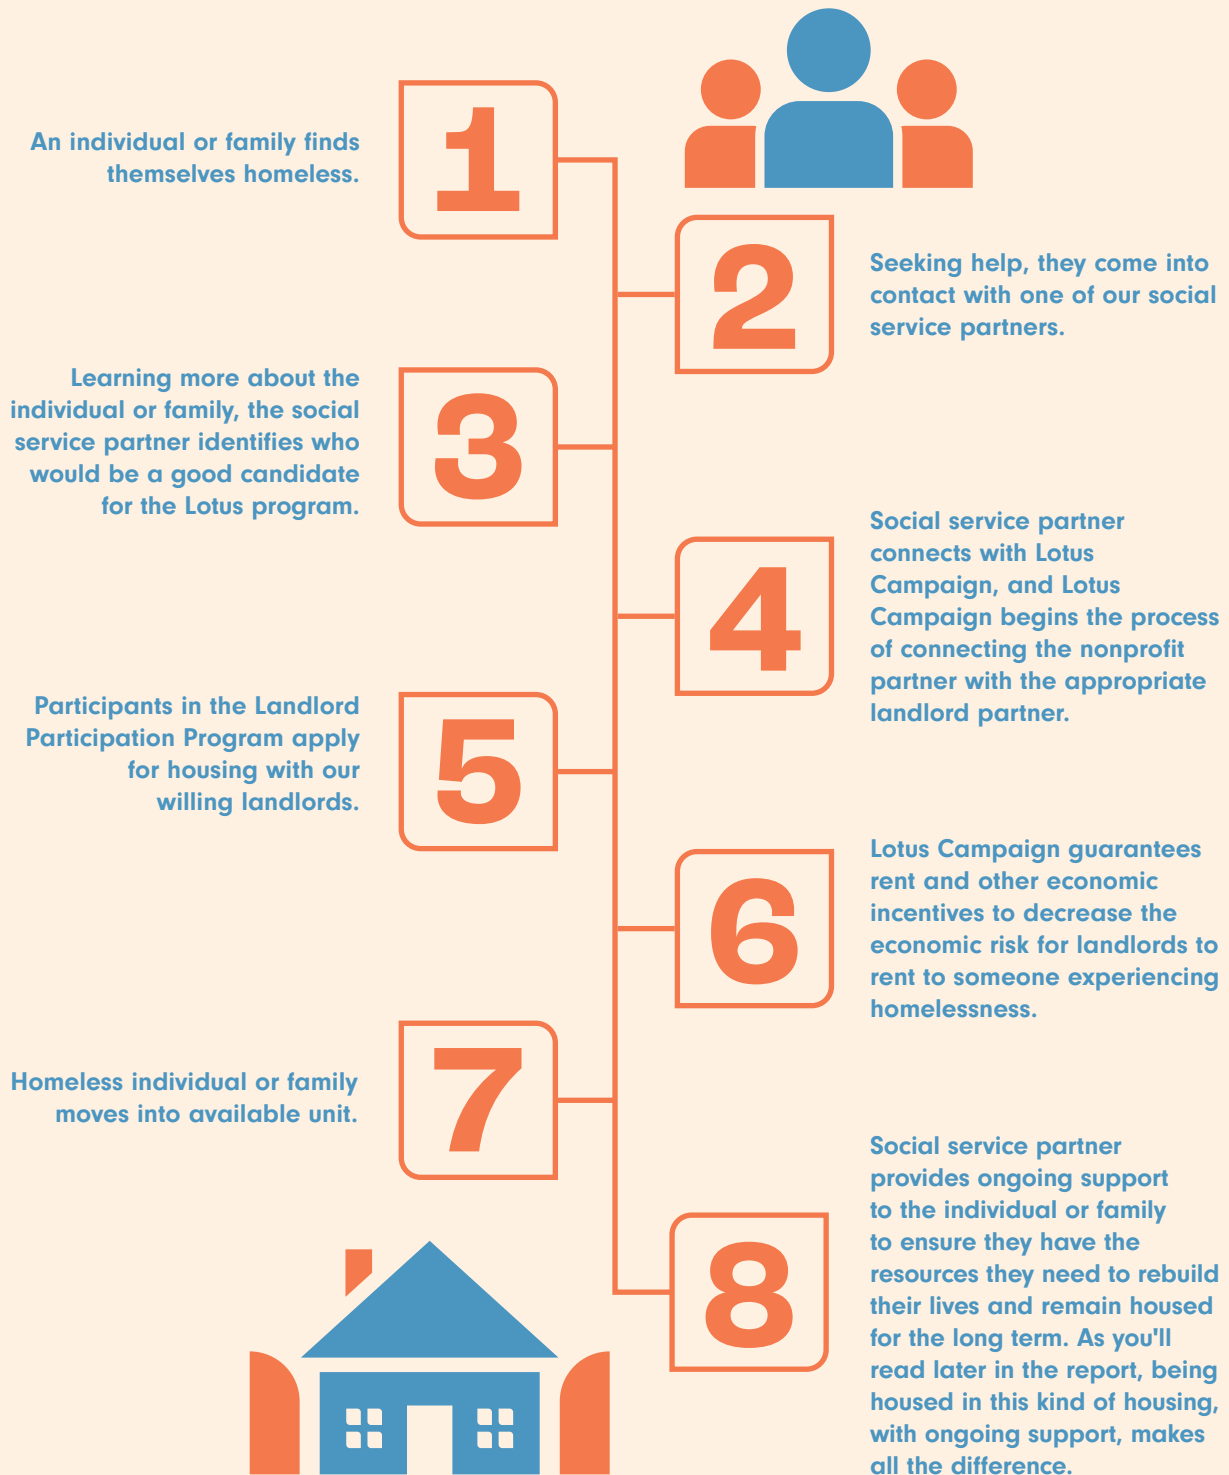 1
An individual or family finds
themselves homeless.
2
Seeking help, they come into
contact with one of our social
service partners.
3
Learning more about the
individual or family, the social
service partner identifies who
would be a good candidate
for the Lotus program.
4
Social service partner
connects with Lotus
Campaign, and Lotus
Campaign begins the process
of connecting the nonprofit
partner with the appropriate
landlord partner.
5
Participants in the Landlord
Participation Program apply
for housing with our
willing landlords.
6
Lotus Campaign guarantees
rent and other economic
incentives to decrease the
economic risk for landlords to
rent to someone experiencing
homelessness.
7
Homeless individual or family
moves into available unit.
8
Social service partner
provides ongoing support
to the individual or family
to ensure they have the
resources they need to rebuild
their lives and remain housed
for the long term. As you'll
read later in the report, being
housed in this kind of housing,
with ongoing support, makes
all the difference.